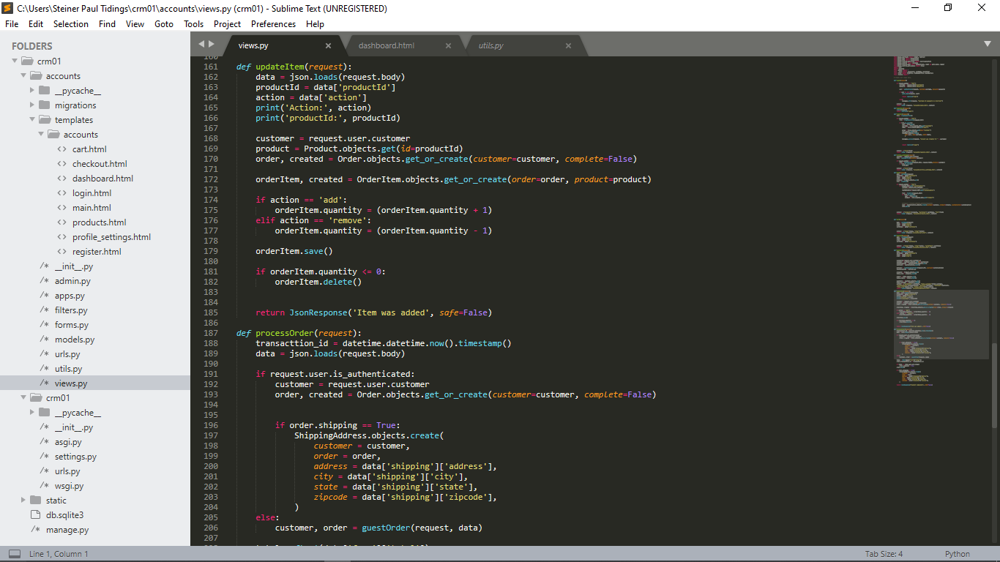 C:\Users\Steiner Paul Tidings\crm01\accounts\views.py (crm01) - Sublime Text (UNREGISTERED)
File Edit Selection Find View Goto Tools Project Preferences Help
FOLDERS
crm01
accounts
__pycache__
migrations
templates
accounts
cart.html
checkout.html
dashboard.html
login.html
main.html
products.html
profile_settings.html
register.html
__init__.py
admin.py
apps.py
filters.py
forms.py
models.py
urls.py
utils.py
views.py
crm01
__pycache__
__init__.py
asgi.py
settings.py
urls.py
wsgi.py
static
db.sqlite3
manage.py
views.py dashboard.html utils.py
160
161 def updateItem(request):
162 data = json.loads(request.body)
163 productId = data['productId']
164 action = data['action']
165 print('Action:', action)
166 print('productId:', productId)
167
168 customer = request.user.customer
169 product = Product.objects.get(id=productId)
170 order, created = Order.objects.get_or_create(customer=customer, complete=False)
171
172 orderItem, created = OrderItem.objects.get_or_create(order=order, product=product)
173
174 if action == 'add':
175 orderItem.quantity = (orderItem.quantity + 1)
176 elif action == 'remove':
177 orderItem.quantity = (orderItem.quantity - 1)
178
179 orderItem.save()
180
181 if orderItem.quantity <= 0:
182 orderItem.delete()
183
184
185 return JsonResponse('Item was added', safe=False)
186
187 def processOrder(request):
188 transacttion_id = datetime.datetime.now().timestamp()
189 data = json.loads(request.body)
190
191 if request.user.is_authenticated:
192 customer = request.user.customer
193 order, created = Order.objects.get_or_create(customer=customer, complete=False)
194
195
196 if order.shipping == True:
197 ShippingAddress.objects.create(
198 customer = customer,
199 order = order,
200 address = data['shipping']['address'],
201 city = data['shipping']['city'],
202 state = data['shipping']['state'],
203 zipcode = data['shipping']['zipcode'],
204 )
205 else:
206 customer, order = guestOrder(request, data)
207
Line 1, Column 1 Tab Size: 4 Python